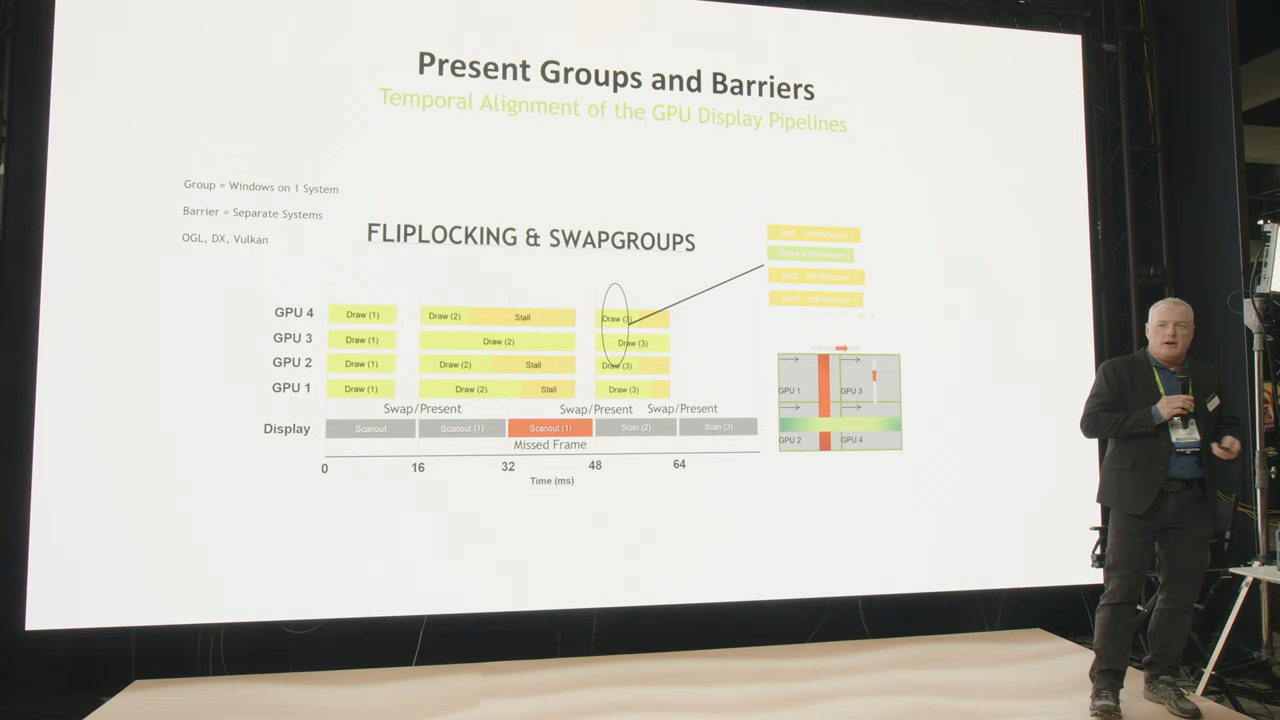 Present Groups and Barriers
Temporal Alignment of the GPU Display Pipelines
Group = Windows on 1 System
Barrier = Separate Systems
OGL, DX, Vulkan
FLIPLOCKING & SWAPGROUPS
GPU 4 Draw (1) Draw (2) Stall Draw (3)
GPU 3 Draw (1) Draw (2) Draw (3)
GPU 2 Draw (1) Draw (2) Stall Draw (3)
GPU 1 Draw (1) Draw (2) Stall Draw (3)
Swap/Present Swap/Present Swap/Present
Display Scanout Scanout (1) Scanout (1) Scan (2) Scan (3)
Missed Frame
0 16 32 48 64
Time (ms)
GPU 1 GPU 3
GPU 2 GPU 4